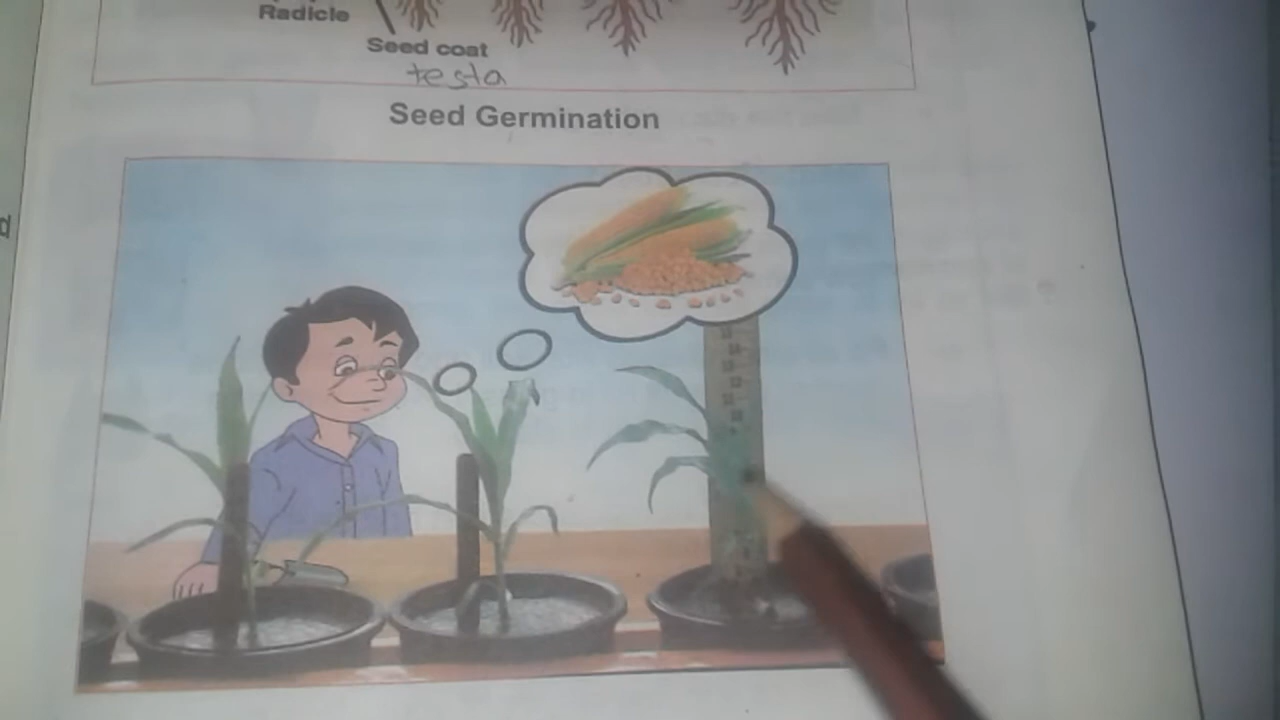 Radicle
Seed coat
testa
Seed Germination
d